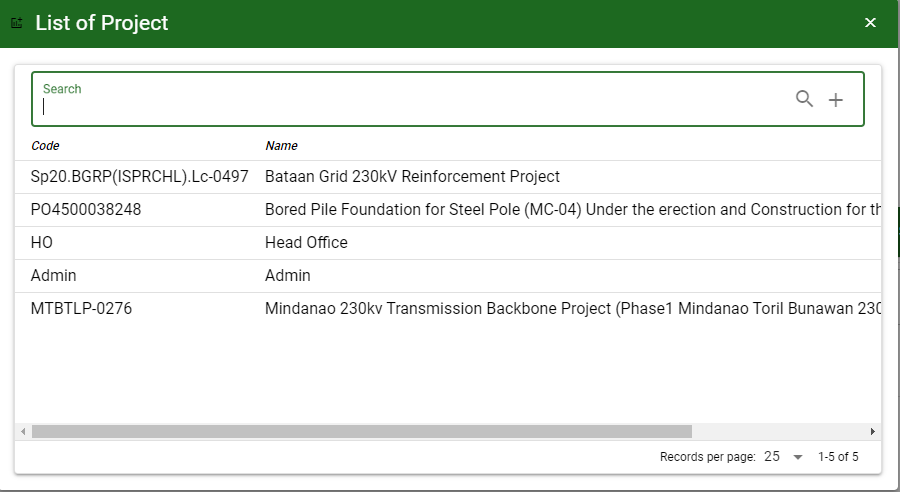 List of Project
Search
Code Name
Sp20.BGRP(ISPRCHL).Lc-0497 Bataan Grid 230kV Reinforcement Project
PO4500038248 Bored Pile Foundation for Steel Pole (MC-04) Under the erection and Construction for th
HO Head Office
Admin Admin
MTBTLP-0276 Mindanao 230kv Transmission Backbone Project (Phase1 Mindanao Toril Bunawan 230
Records per page: 25 1-5 of 5